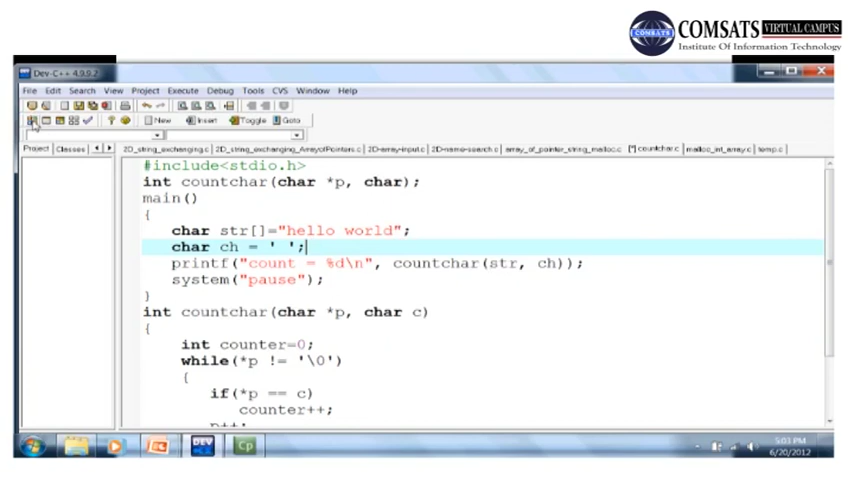 COMSATS VIRTUAL CAMPUS
Institute Of Information Technology
Dev-C++ 4.9.9.2
File Edit Search View Project Execute Debug Tools CVS Window Help
New Insert Toggle Goto
Project Classes 2D_string_exchanging.c 2D_string_exchanging_ArrayofPointers.c 2D-array-input.c 2D-name-search.c array_of_pointer_string_malloc.c [*] countchar.c malloc_int_array.c temp.c
#include<stdio.h>
int countchar(char *p, char);
main()
{
char str[]="hello world";
char ch = ' ';
printf("count = %d\n", countchar(str, ch));
system("pause");
}
int countchar(char *p, char c)
{
int counter=0;
while(*p != '\0')
{
if(*p == c)
counter++;
p++;
DEV
Cp
5:03 PM
6/20/2012